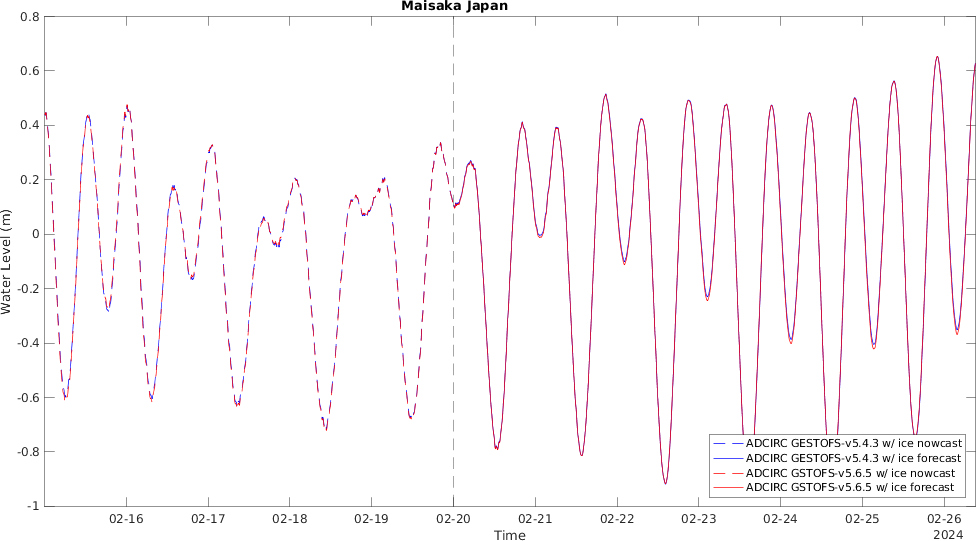 Maisaka Japan
0.8
0.6
0.4
0.2
0
-0.2
-0.4
-0.6
-0.8
-1
Water Level (m)
ADCIRC GESTOFS-v5.4.3 w/ ice nowcast
ADCIRC GESTOFS-v5.4.3 w/ ice forecast
ADCIRC GSTOFS-v5.6.5 w/ ice nowcast
ADCIRC GSTOFS-v5.6.5 w/ ice forecast
02-16 02-17 02-18 02-19 02-20 02-21 02-22 02-23 02-24 02-25 02-26
Time
2024